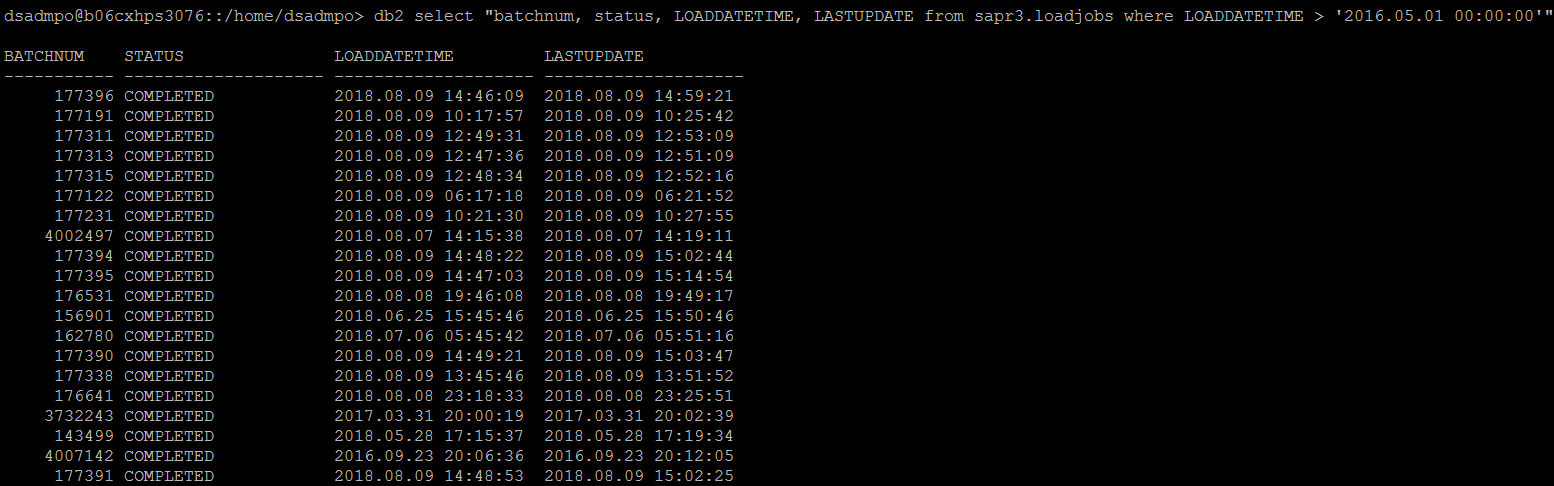 dsadmpo@b06cxhps3076::/home/dsadmpo> db2 select "batchnum, status, LOADDATETIME, LASTUPDATE from sapr3.loadjobs where LOADDATETIME > '2016.05.01 00:00:00'"
BATCHNUM STATUS LOADDATETIME LASTUPDATE
----------- -------------------- -------------------- --------------------
177396 COMPLETED 2018.08.09 14:46:09 2018.08.09 14:59:21
177191 COMPLETED 2018.08.09 10:17:57 2018.08.09 10:25:42
177311 COMPLETED 2018.08.09 12:49:31 2018.08.09 12:53:09
177313 COMPLETED 2018.08.09 12:47:36 2018.08.09 12:51:09
177315 COMPLETED 2018.08.09 12:48:34 2018.08.09 12:52:16
177122 COMPLETED 2018.08.09 06:17:18 2018.08.09 06:21:52
177231 COMPLETED 2018.08.09 10:21:30 2018.08.09 10:27:55
4002497 COMPLETED 2018.08.07 14:15:38 2018.08.07 14:19:11
177394 COMPLETED 2018.08.09 14:48:22 2018.08.09 15:02:44
177395 COMPLETED 2018.08.09 14:47:03 2018.08.09 15:14:54
176531 COMPLETED 2018.08.08 19:46:08 2018.08.08 19:49:17
156901 COMPLETED 2018.06.25 15:45:46 2018.06.25 15:50:46
162780 COMPLETED 2018.07.06 05:45:42 2018.07.06 05:51:16
177390 COMPLETED 2018.08.09 14:49:21 2018.08.09 15:03:47
177338 COMPLETED 2018.08.09 13:45:46 2018.08.09 13:51:52
176641 COMPLETED 2018.08.08 23:18:33 2018.08.08 23:25:51
3732243 COMPLETED 2017.03.31 20:00:19 2017.03.31 20:02:39
143499 COMPLETED 2018.05.28 17:15:37 2018.05.28 17:19:34
4007142 COMPLETED 2016.09.23 20:06:36 2016.09.23 20:12:05
177391 COMPLETED 2018.08.09 14:48:53 2018.08.09 15:02:25